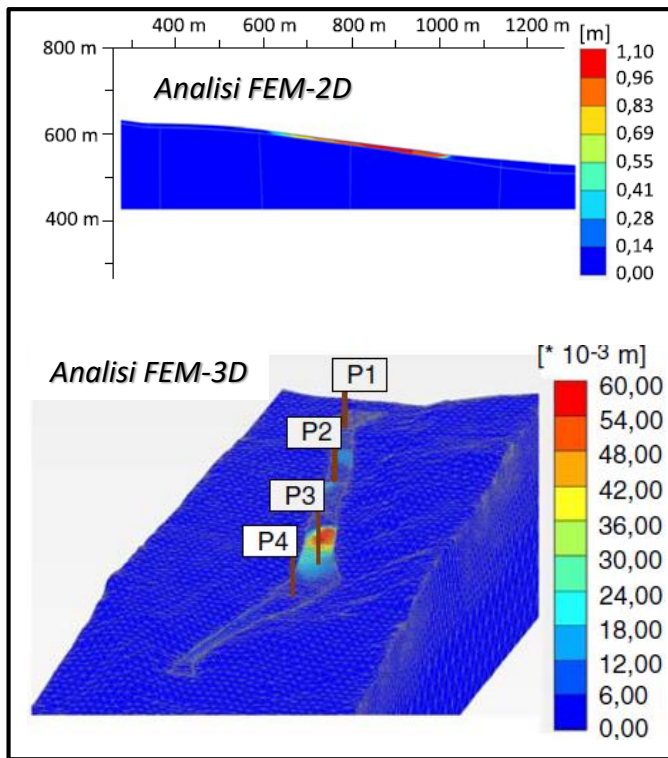 400 m 600 m 800 m 1000 m 1200 m
[m]
800 m
600 m
400 m
Analisi FEM-2D
1,10
0,96
0,83
0,69
0,55
0,41
0,28
0,14
0,00
Analisi FEM-3D
P1
P2
P3
P4
[* 10-3 m]
60,00
54,00
48,00
42,00
36,00
30,00
24,00
18,00
12,00
6,00
0,00